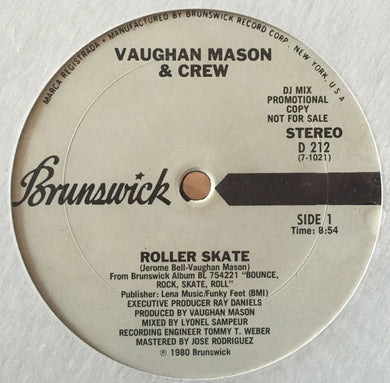 MARCA REGISTRADA • MANUFACTURED BY BRUNSWICK RECORD CORP. NEW YORK, U S A
VAUGHAN MASON
& CREW
DJ MIX
PROMOTIONAL
COPY
NOT FOR SALE
STEREO
D 212
(7-1021)
Brunswick
SIDE 1
Time: 8:54
ROLLER SKATE
(Jerome Bell-Vaughan Mason)
From Brunswick Album BL 754221 "BOUNCE,
ROCK, SKATE, ROLL"
Publisher: Lena Music/Funky Feet (BMI)
EXECUTIVE PRODUCER RAY DANIELS
PRODUCED BY VAUGHAN MASON
MIXED BY LYONEL SAMPEUR
RECORDING ENGINEER TOMMY T. WEBER
MASTERED BY JOSE RODRIGUEZ
℗ 1980 Brunswick